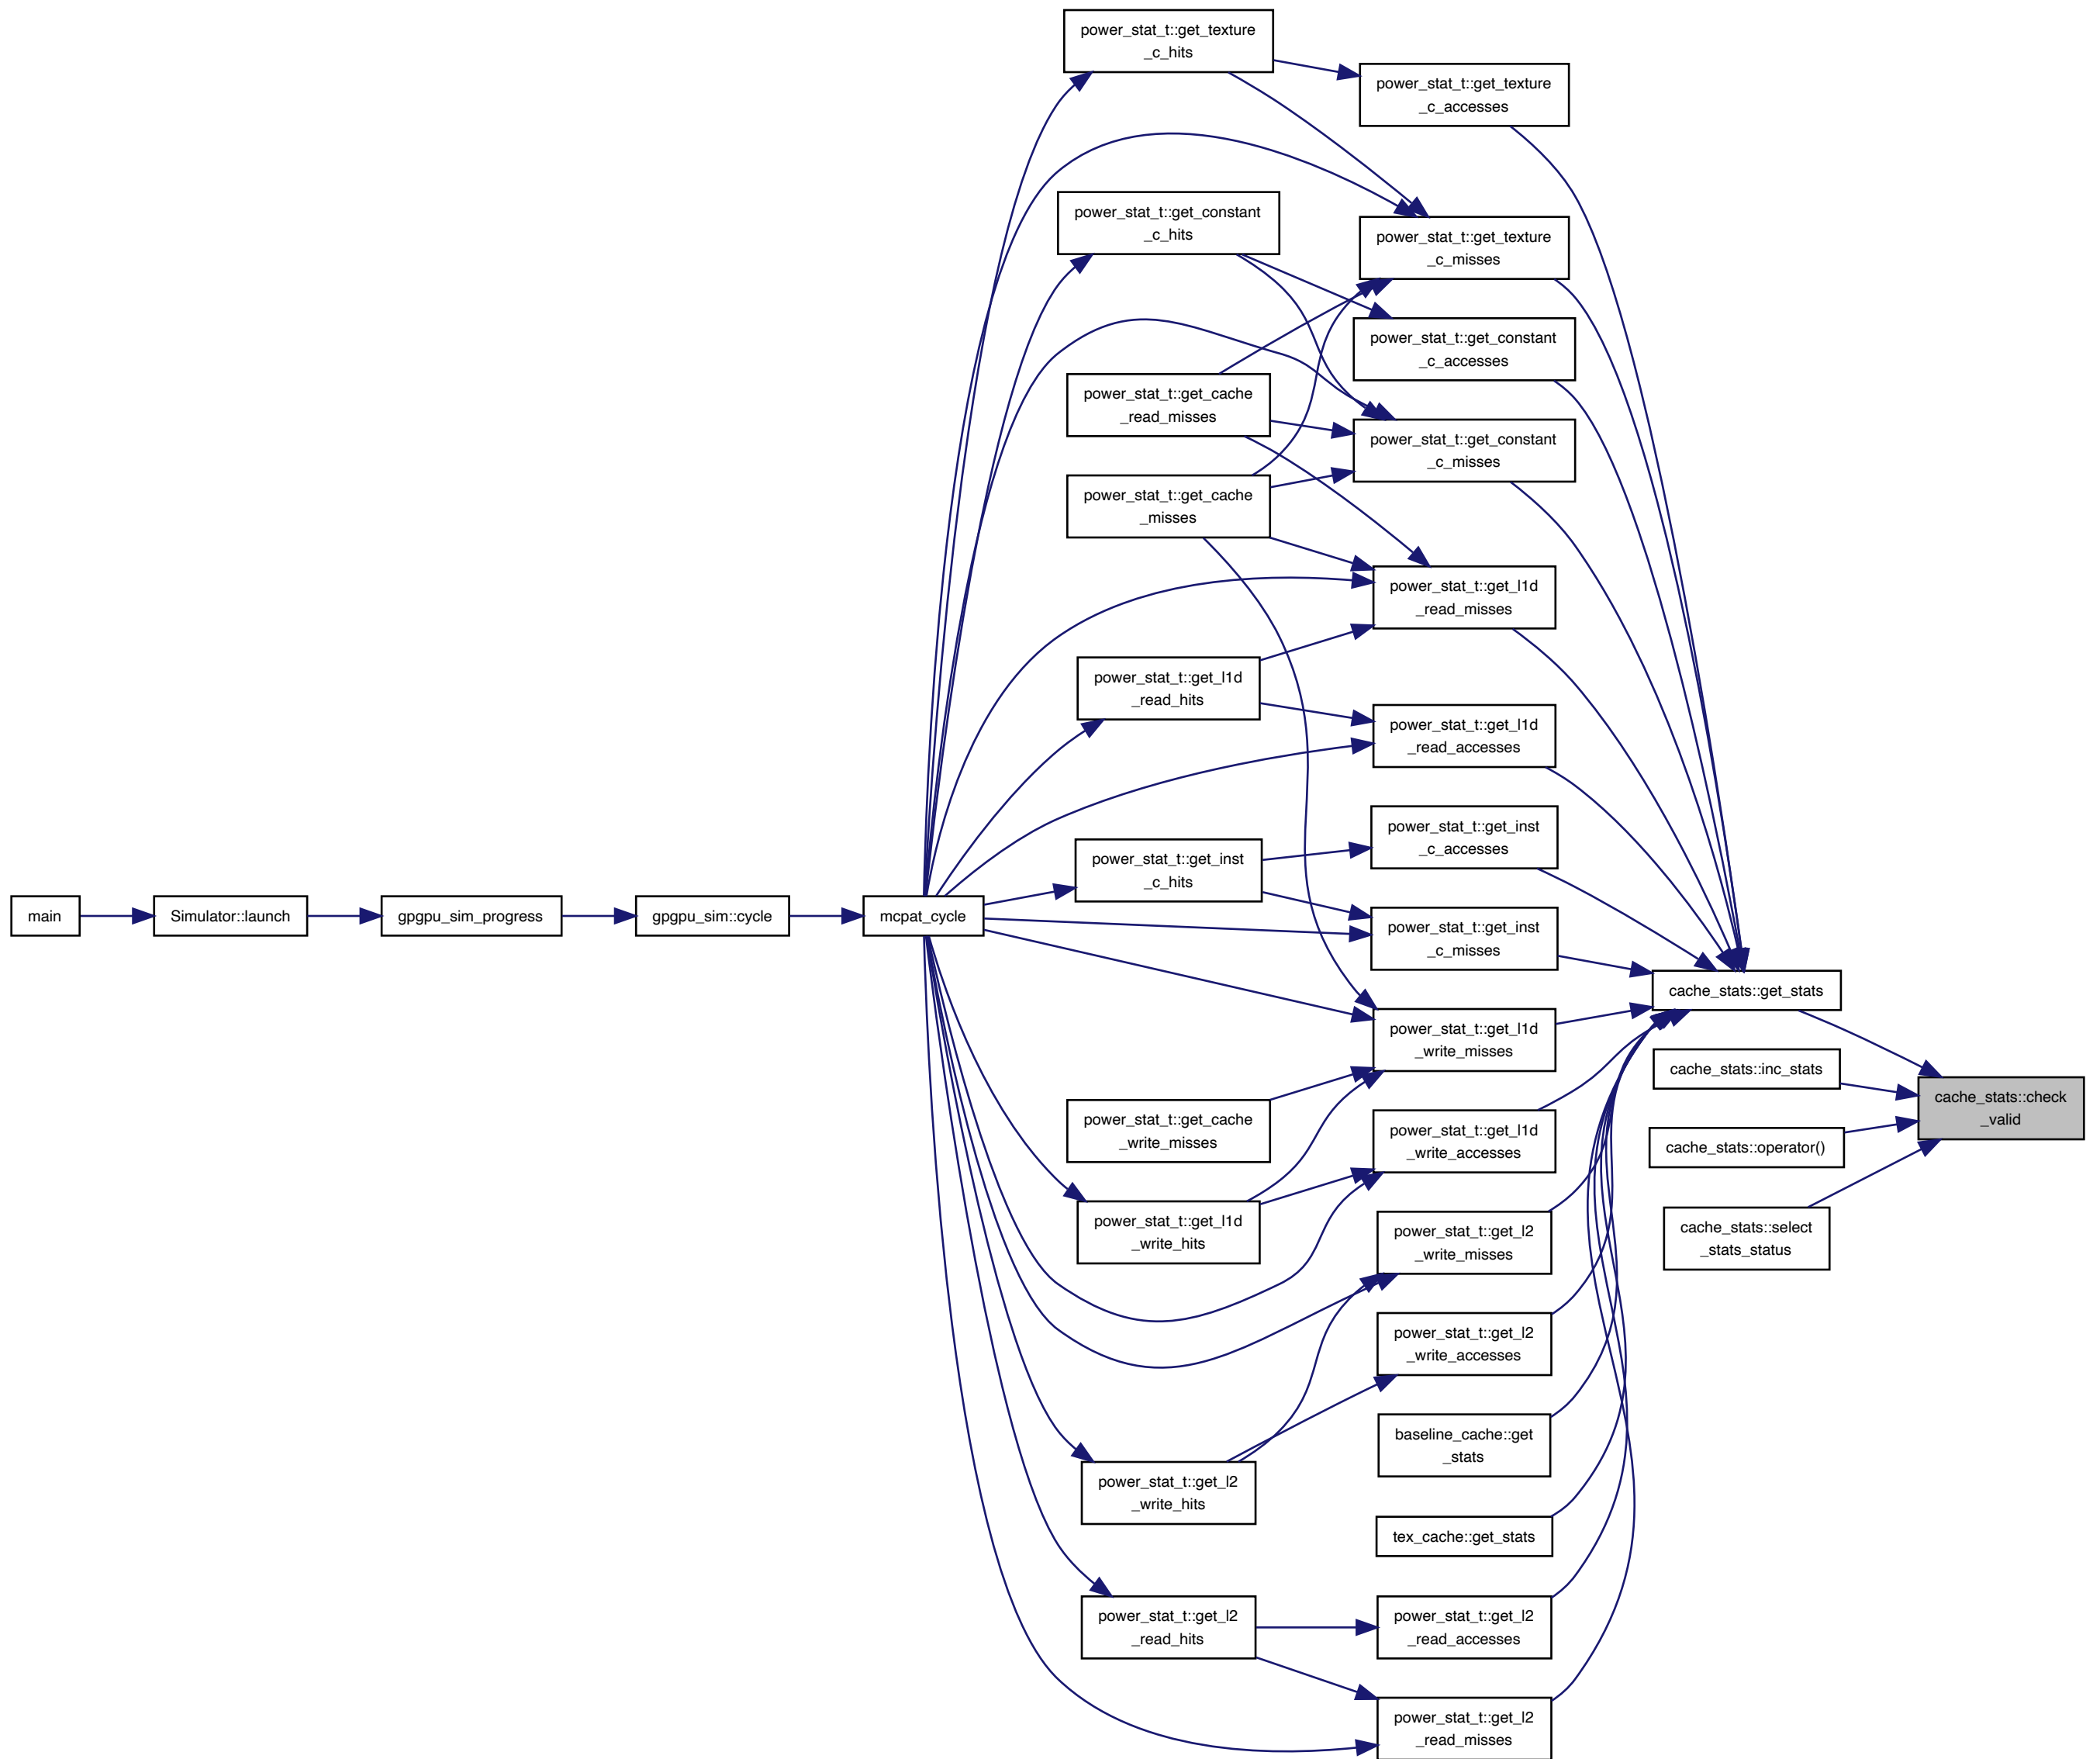 power_stat_t::get_texture
_c_hits
power_stat_t::get_texture
_c_accesses
power_stat_t::get_constant
_c_hits
power_stat_t::get_texture
_c_misses
power_stat_t::get_constant
_c_accesses
power_stat_t::get_cache
_read_misses
power_stat_t::get_constant
_c_misses
power_stat_t::get_cache
_misses
power_stat_t::get_l1d
_read_misses
power_stat_t::get_l1d
_read_hits
power_stat_t::get_l1d
_read_accesses
power_stat_t::get_inst
_c_accesses
power_stat_t::get_inst
_c_hits
main
Simulator::launch
gpgpu_sim_progress
gpgpu_sim::cycle
mcpat_cycle
power_stat_t::get_inst
_c_misses
cache_stats::get_stats
power_stat_t::get_l1d
_write_misses
cache_stats::inc_stats
cache_stats::check
_valid
power_stat_t::get_cache
_write_misses
power_stat_t::get_l1d
_write_accesses
cache_stats::operator()
power_stat_t::get_l1d
_write_hits
power_stat_t::get_l2
_write_misses
cache_stats::select
_stats_status
power_stat_t::get_l2
_write_accesses
baseline_cache::get
_stats
power_stat_t::get_l2
_write_hits
tex_cache::get_stats
power_stat_t::get_l2
_read_hits
power_stat_t::get_l2
_read_accesses
power_stat_t::get_l2
_read_misses